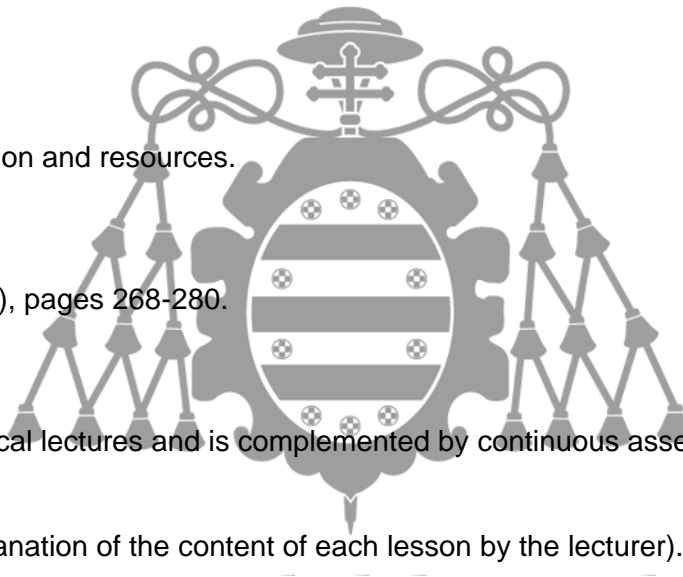 on and resources.
), pages 268-280.
cal lectures and is complemented by continuous asse
anation of the content of each lesson by the lecturer).